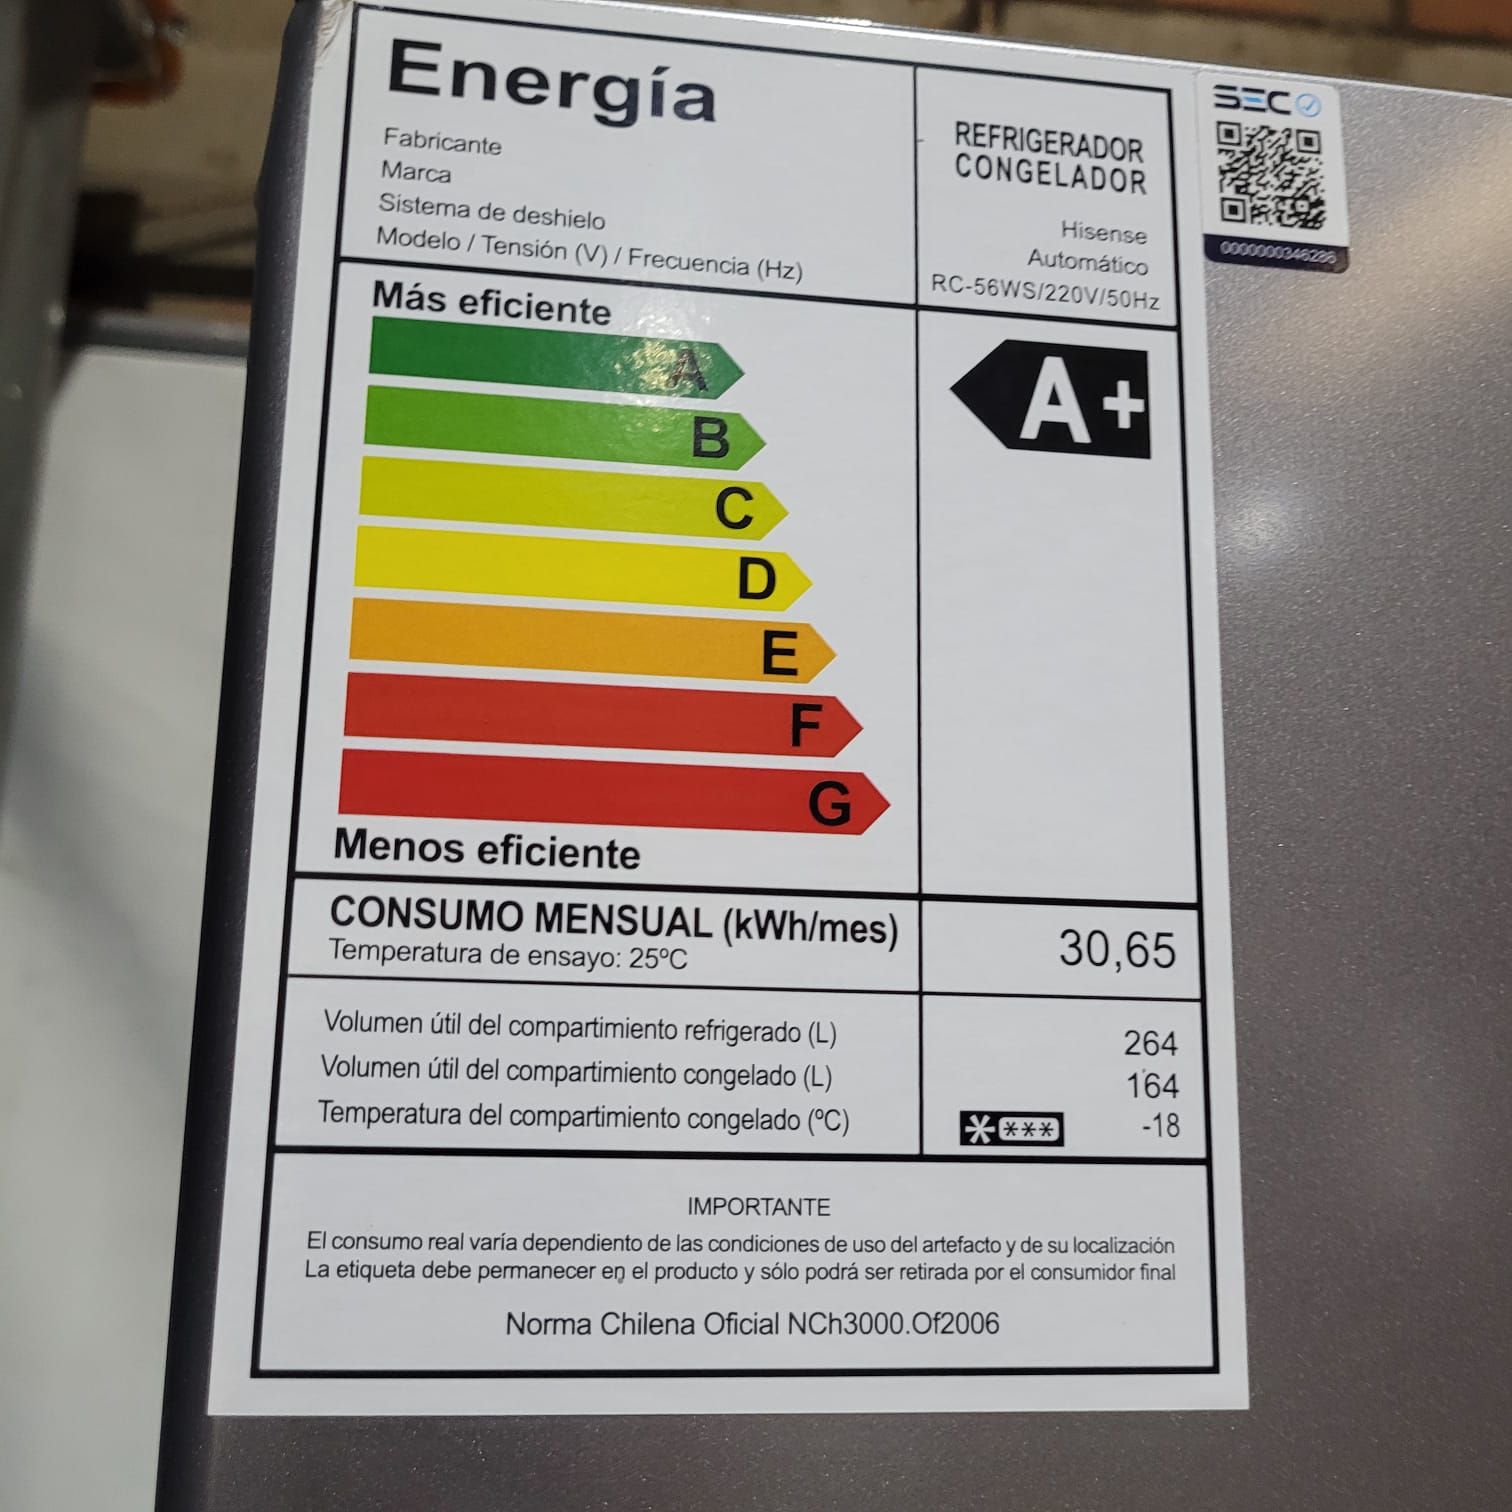 Energía
Fabricante
Marca
Sistema de deshielo
Modelo / Tensión (V) / Frecuencia (Hz)
REFRIGERADOR
CONGELADOR
Hisense
Automático
RC-56WS/220V/50Hz
SEC
0000000346286
Más eficiente
A
B
C
D
E
F
G
Menos eficiente
A+
CONSUMO MENSUAL (kWh/mes)
Temperatura de ensayo: 25ºC
30,65
Volumen útil del compartimiento refrigerado (L) 264
Volumen útil del compartimiento congelado (L) 164
Temperatura del compartimiento congelado (ºC) * *** -18
IMPORTANTE
El consumo real varía dependiento de las condiciones de uso del artefacto y de su localización
La etiqueta debe permanecer en el producto y sólo podrá ser retirada por el consumidor final
Norma Chilena Oficial NCh3000.Of2006